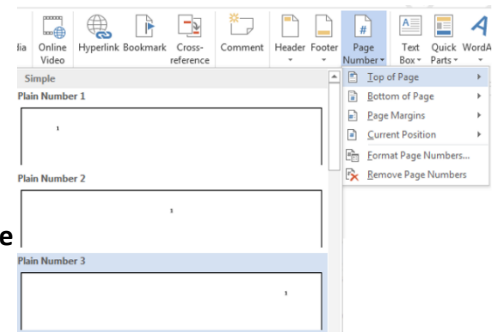 Online Video Hyperlink Bookmark Cross-reference Comment Header Footer Page Number Text Box Quick Parts
Simple
Top of Page
Plain Number 1
Bottom of Page
1
Page Margins
Current Position
Format Page Numbers...
Plain Number 2
Remove Page Numbers
1
e
Plain Number 3
1